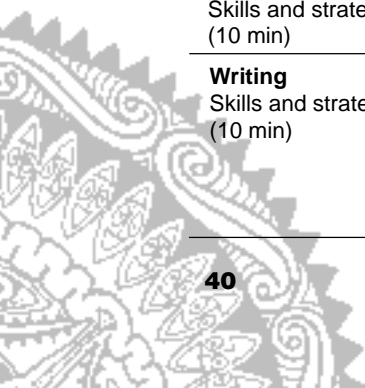 Skills and strate
(10 min)
Writing
Skills and strate
(10 min)
40